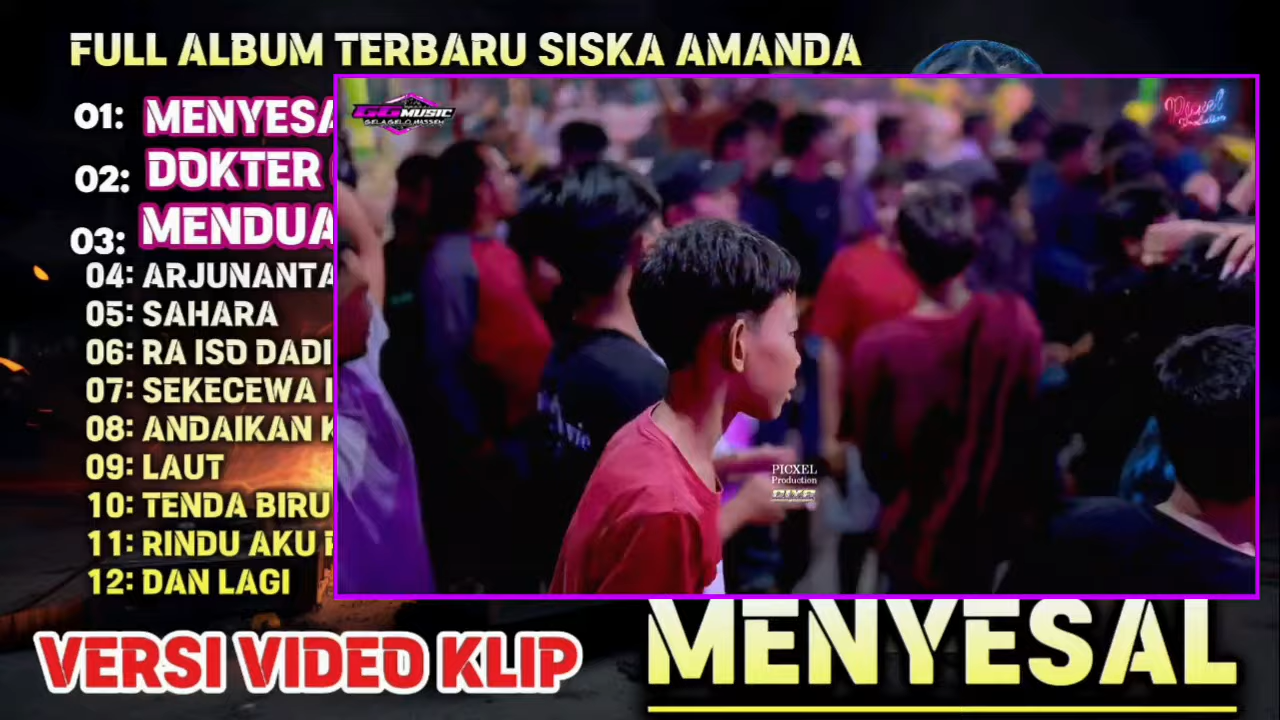 FULL ALBUM TERBARU SISKA AMANDA
01: MENYESA
02: DOKTER
03: MENDUA
04: ARJUNANTA
05: SAHARA
06: RA ISO DADI
07: SEKECEWA
08: ANDAIKAN K
09: LAUT
10: TENDA BIRU
11: RINDU AKU
12: DAN LAGI
GG MUSIC
PICXEL
Production
VERSI VIDEO KLIP
MENYESAL